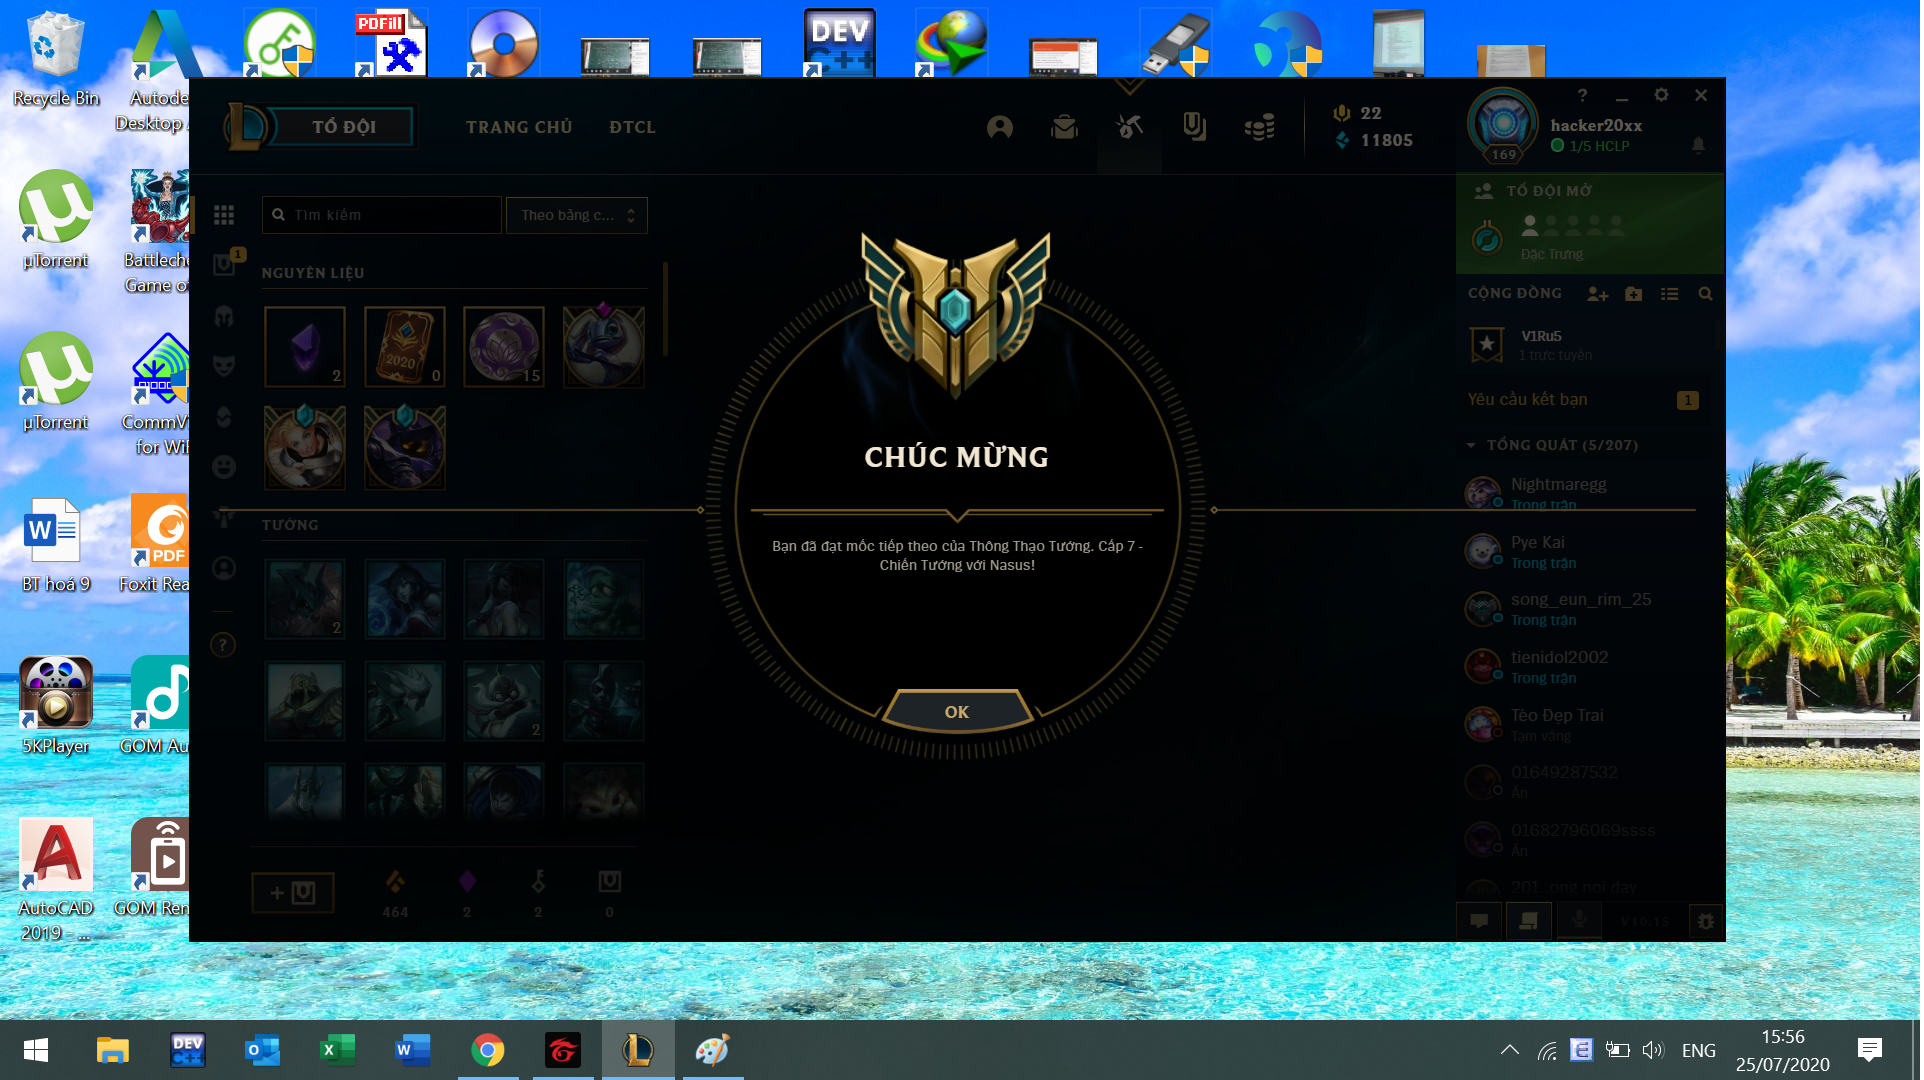 PDFill
DEV
C++
Recycle Bin
Autode
Desktop
µTorrent
Battleche
Game o
µTorrent
CommV
for WiF
BT hoá 9
Foxit Rea
PDF
5KPlayer
GOM Au
AutoCAD
2019 - ...
GOM Ren
TỔ ĐỘI
TRANG CHỦ
ĐTCL
22
11805
169
hacker20xx
1/5 HCLP
Tìm kiếm
Theo bảng c...
1
NGUYÊN LIỆU
2
2020
0
15
TƯỚNG
2
2
464
2
2
0
CHÚC MỪNG
Bạn đã đạt mốc tiếp theo của Thông Thạo Tướng. Cấp 7 -
Chiến Tướng với Nasus!
OK
TỔ ĐỘI MỞ
Đặc Trưng
CỘNG ĐỒNG
V1Ru5
1 trực tuyến
Yêu cầu kết bạn
1
TỔNG QUÁT (5/207)
Nightmaregg
Trong trận
Pye Kai
Trong trận
song_eun_rim_25
Trong trận
tienidol2002
Trong trận
Tèo Đẹp Trai
Tạm vắng
01649287532
Ẩn
01682796069ssss
Ẩn
201..ong noi day
V10.15
DEV
C++
ENG
15:56
25/07/2020